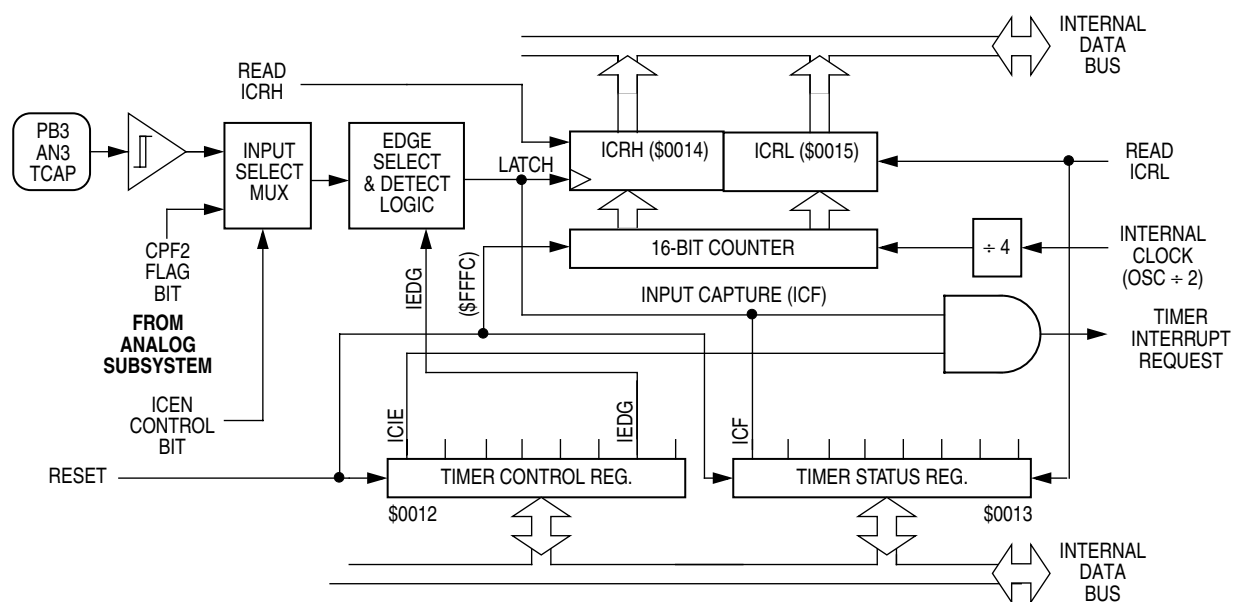 INTERNAL
DATA
BUS
READ
ICRH
PB3
AN3
TCAP
INPUT
SELECT
MUX
EDGE
SELECT
& DETECT
LOGIC
LATCH
ICRH ($0014)
ICRL ($0015)
READ
ICRL
16-BIT COUNTER
÷ 4
INTERNAL
CLOCK
(OSC ÷ 2)
CPF2
FLAG
BIT
FROM
ANALOG
SUBSYSTEM
IEDG
($FFFC)
INPUT CAPTURE (ICF)
TIMER
INTERRUPT
REQUEST
ICEN
CONTROL
BIT
ICIE
IEDG
ICF
RESET
TIMER CONTROL REG.
TIMER STATUS REG.
$0012
$0013
INTERNAL
DATA
BUS